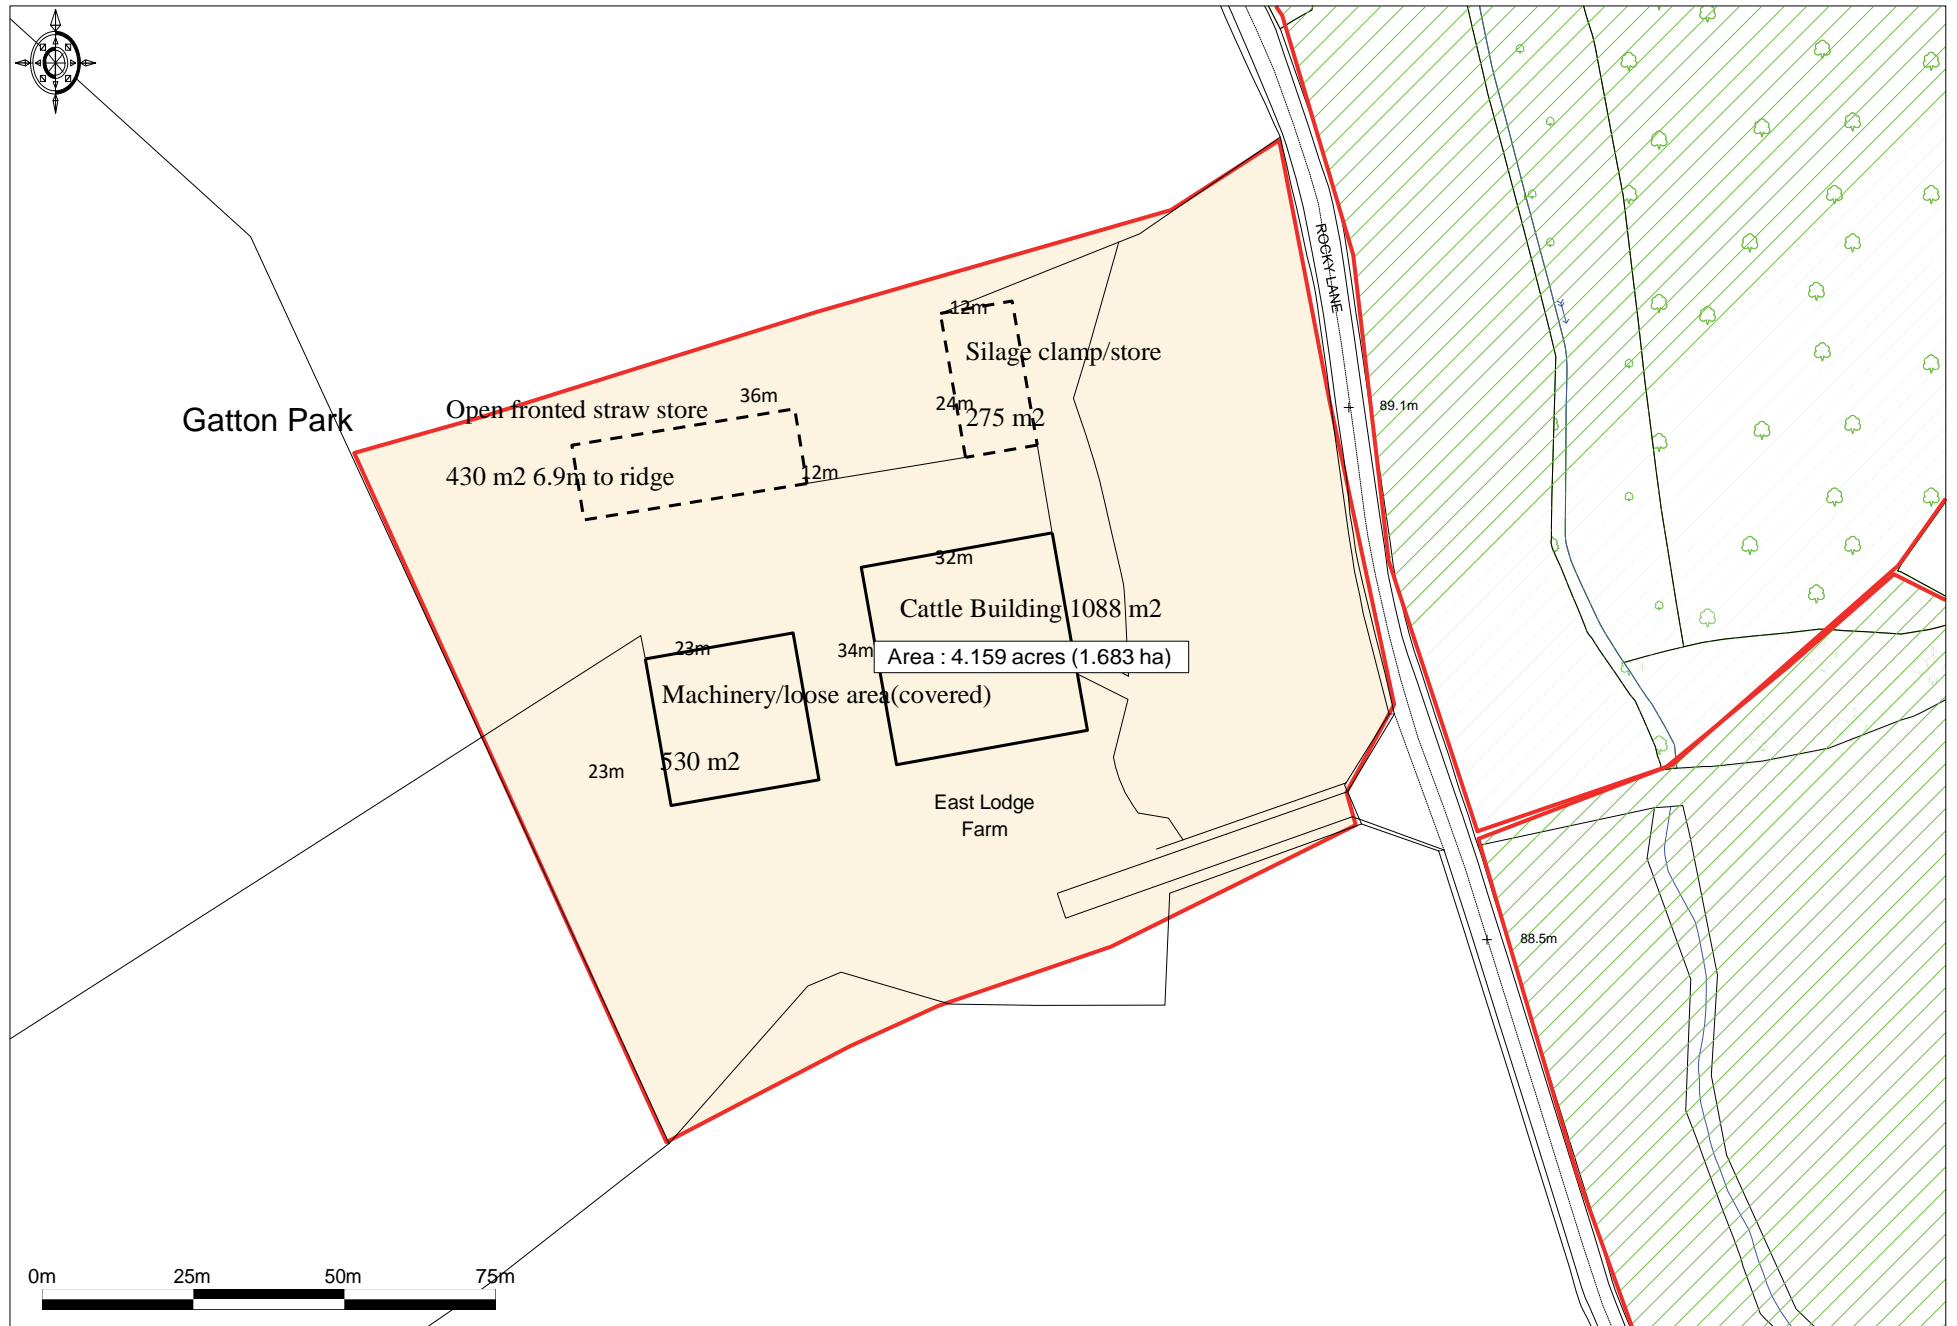 ROCKY LANE
12m
Silage clamp/store
24m
275 m2
36m
Open fronted straw store
Gatton Park
430 m2 6.9m to ridge
12m
89.1m
32m
Cattle Building 1088 m2
34m
Area : 4.159 acres (1.683 ha)
23m
Machinery/loose area(covered)
530 m2
23m
East Lodge
Farm
88.5m
0m 25m 50m 75m